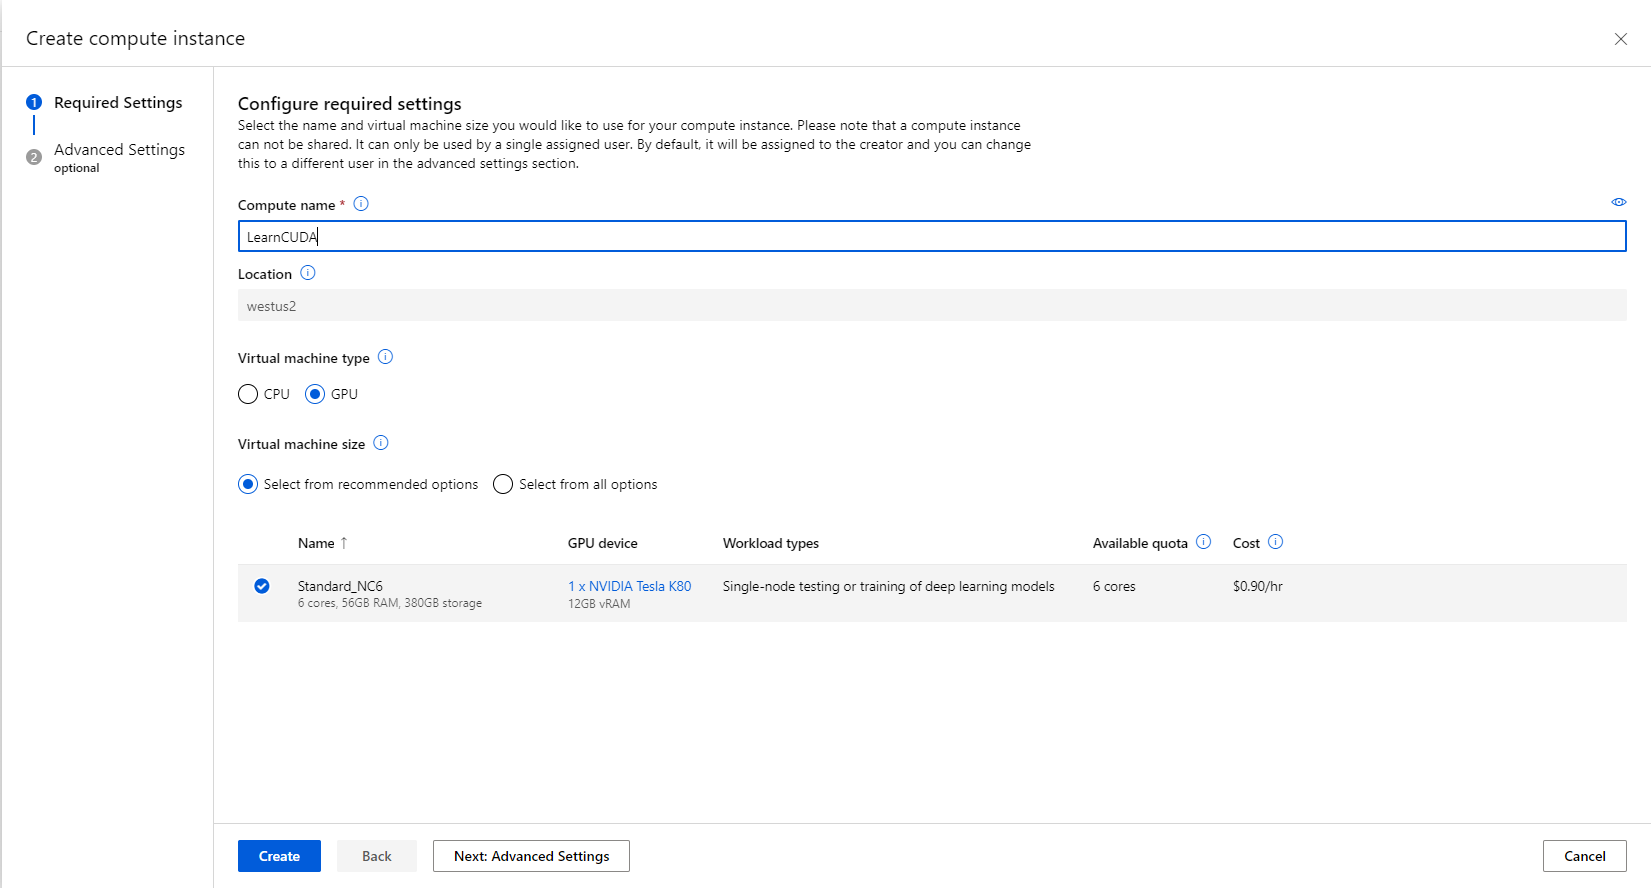 Create compute instance
1 Required Settings
2 Advanced Settings
optional
Configure required settings
Select the name and virtual machine size you would like to use for your compute instance. Please note that a compute instance
can not be shared. It can only be used by a single assigned user. By default, it will be assigned to the creator and you can change
this to a different user in the advanced settings section.
Compute name *
LearnCUDA
Location
westus2
Virtual machine type
CPU GPU
Virtual machine size
Select from recommended options Select from all options
Name ↑ GPU device Workload types Available quota Cost
Standard_NC6 1 x NVIDIA Tesla K80 Single-node testing or training of deep learning models 6 cores $0.90/hr
6 cores, 56GB RAM, 380GB storage 12GB vRAM
Create Back Next: Advanced Settings Cancel